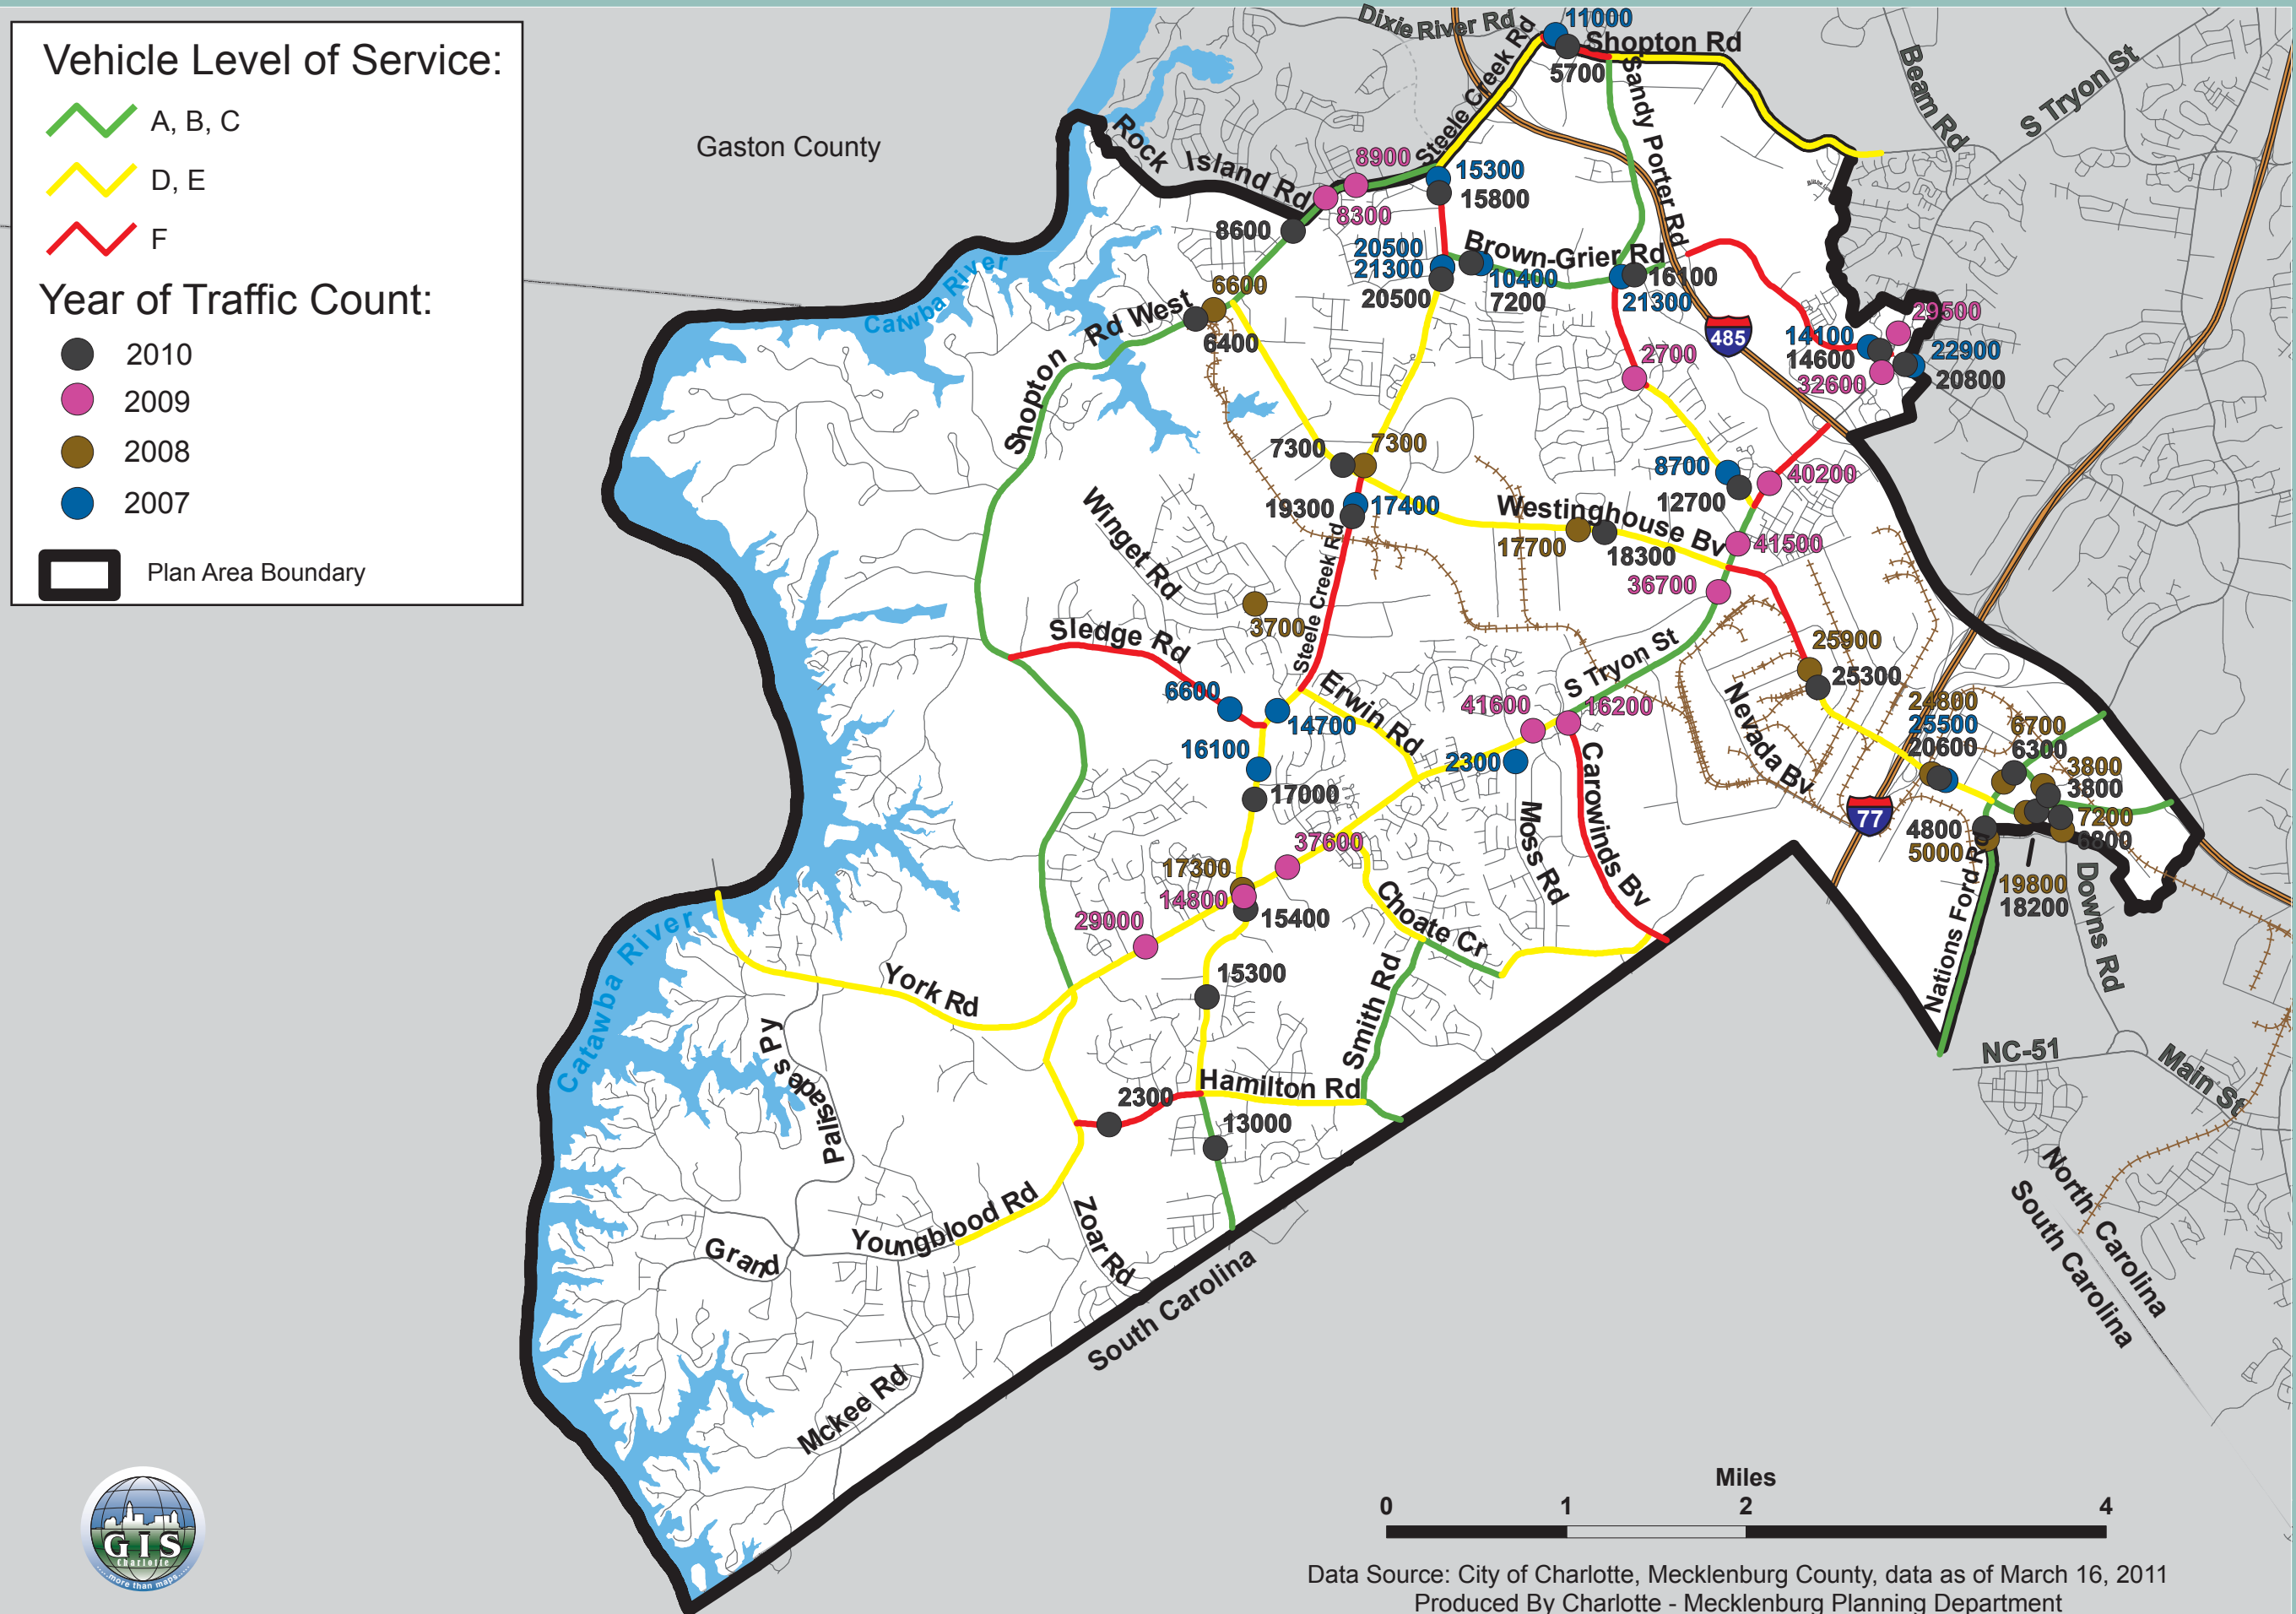 Vehicle Level of Service:
A, B, C
D, E
F
Year of Traffic Count:
2010
2009
2008
2007
Plan Area Boundary
Gaston County
Dixie River Rd
Steele Creek Rd
11000
Shopton Rd
5700
Sandy Porter Rd
Beam Rd
S Tryon St
Rock Island Rd
8900
8300
8600
15300
15800
20500
21300
20500
Brown-Grier Rd
10400
7200
16100
21300
Catwba River
6600
6400
Shopton Rd West
485
2700
29500
14100
14600
32600
22900
20800
7300
7300
8700
12700
40200
19300
17400
Westinghouse Bv
17700
18300
41500
36700
Winget Rd
3700
Steele Creek Rd
Sledge Rd
6600
14700
16100
17000
Erwin Rd
S Tryon St
41600
16200
2300
25900
25300
Nevada Bv
24800
25500
20600
6700
6300
3800
3800
7200
6800
77
4800
5000
19800
18200
Nations Ford Rd
Downs Rd
Carowinds Bv
Moss Rd
37600
17300
14800
15400
29000
Choate Cr
15300
Smith Rd
Catawba River
York Rd
Palisades Py
Grand
Hamilton Rd
2300
13000
Youngblood Rd
Zoar Rd
Mckee Rd
South Carolina
NC-51
Main St
North Carolina
South Carolina
Miles
0 1 2 4
GIS
Charlotte
...more than maps...
Data Source: City of Charlotte, Mecklenburg County, data as of March 16, 2011
Produced By Charlotte - Mecklenburg Planning Department